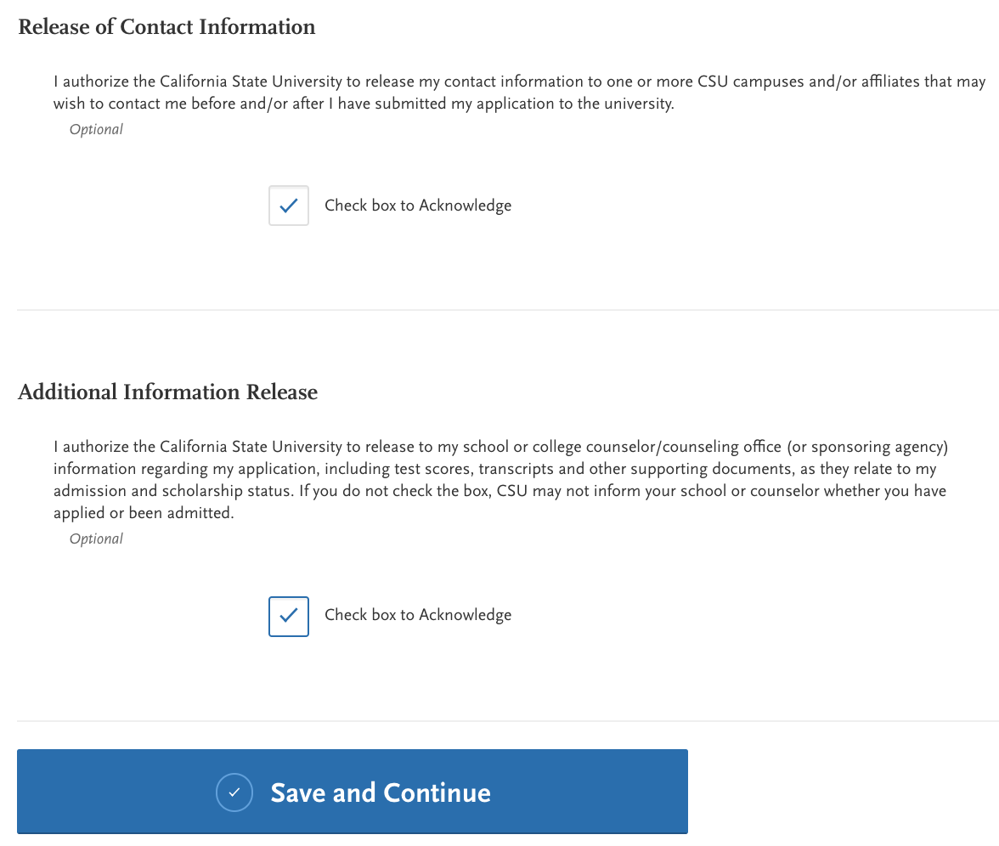 Release of Contact Information
I authorize the California State University to release my contact information to one or more CSU campuses and/or affiliates that may
wish to contact me before and/or after I have submitted my application to the university.
Optional
Check box to Acknowledge
Additional Information Release
I authorize the California State University to release to my school or college counselor/counseling office (or sponsoring agency)
information regarding my application, including test scores, transcripts and other supporting documents, as they relate to my
admission and scholarship status. If you do not check the box, CSU may not inform your school or counselor whether you have
applied or been admitted.
Optional
Check box to Acknowledge
Save and Continue